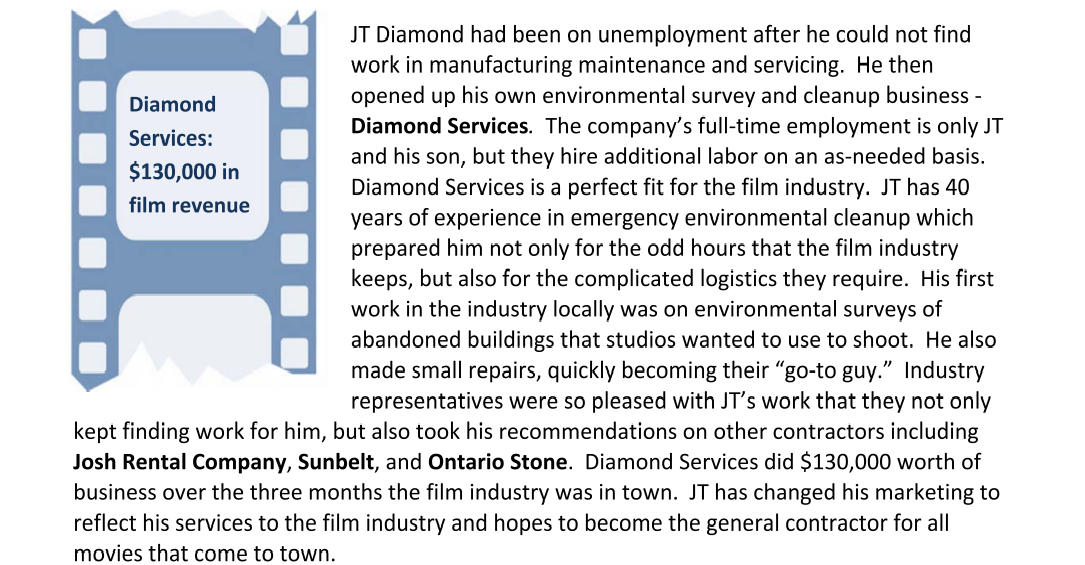 Diamond
Services:
$130,000 in
film revenue
JT Diamond had been on unemployment after he could not find
work in manufacturing maintenance and servicing.  He then
opened up his own environmental survey and cleanup business -
Diamond Services.  The company’s full-time employment is only JT
and his son, but they hire additional labor on an as-needed basis.
Diamond Services is a perfect fit for the film industry.  JT has 40
years of experience in emergency environmental cleanup which
prepared him not only for the odd hours that the film industry
keeps, but also for the complicated logistics they require.  His first
work in the industry locally was on environmental surveys of
abandoned buildings that studios wanted to use to shoot.  He also
made small repairs, quickly becoming their “go-to guy.”  Industry
representatives were so pleased with JT’s work that they not only
kept finding work for him, but also took his recommendations on other contractors including
Josh Rental Company, Sunbelt, and Ontario Stone.  Diamond Services did $130,000 worth of
business over the three months the film industry was in town.  JT has changed his marketing to
reflect his services to the film industry and hopes to become the general contractor for all
movies that come to town.